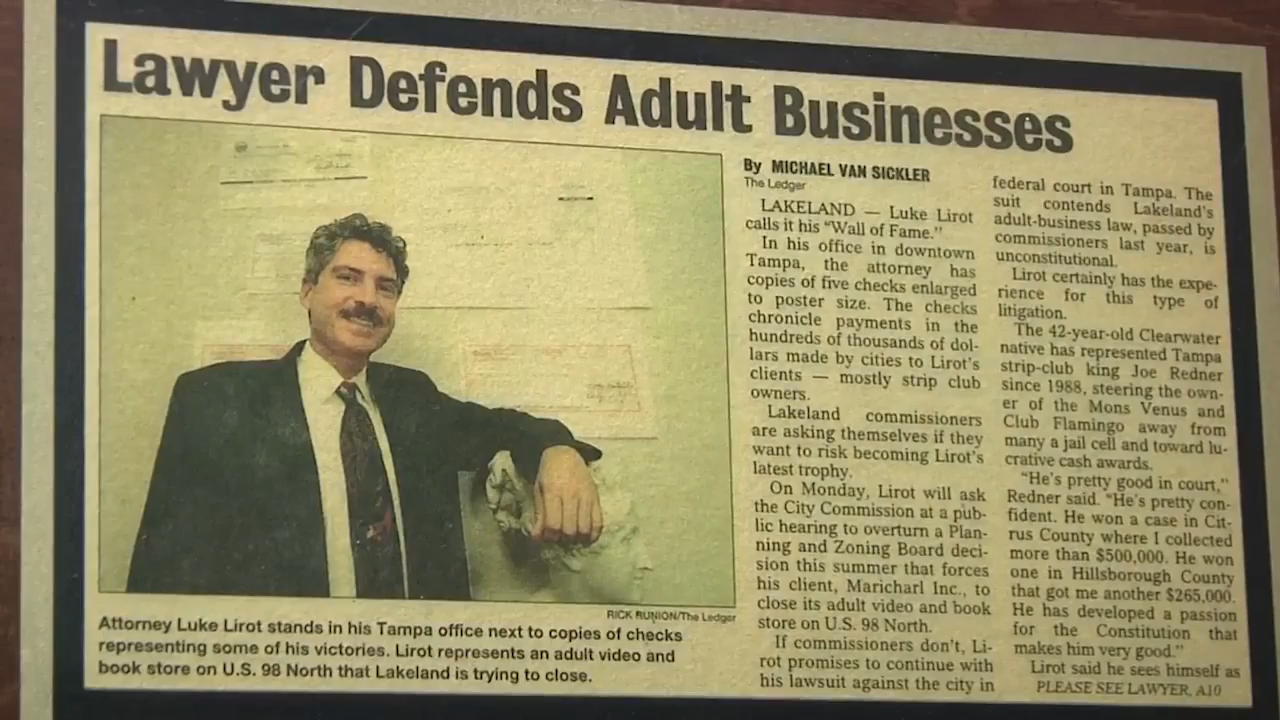 Lawyer Defends Adult Businesses
RICK RUNION/The Ledger
Attorney Luke Lirot stands in his Tampa office next to copies of checks
representing some of his victories. Lirot represents an adult video and
book store on U.S. 98 North that Lakeland is trying to close.
By MICHAEL VAN SICKLER
The Ledger
LAKELAND — Luke Lirot
calls it his "Wall of Fame."
In his office in downtown
Tampa, the attorney has
copies of five checks enlarged
to poster size. The checks
chronicle payments in the
hundreds of thousands of dol-
lars made by cities to Lirot's
clients — mostly strip club
owners.
Lakeland commissioners
are asking themselves if they
want to risk becoming Lirot's
latest trophy.
On Monday, Lirot will ask
the City Commission at a pub-
lic hearing to overturn a Plan-
ning and Zoning Board deci-
sion this summer that forces
his client, Maricharl Inc., to
close its adult video and book
store on U.S. 98 North.
If commissioners don't, Li-
rot promises to continue with
his lawsuit against the city in
federal court in Tampa. The
suit contends Lakeland's
adult-business law, passed by
commissioners last year, is
unconstitutional.
Lirot certainly has the expe-
rience for this type of
litigation.
The 42-year-old Clearwater
native has represented Tampa
strip-club king Joe Redner
since 1988, steering the own-
er of the Mons Venus and
Club Flamingo away from
many a jail cell and toward lu-
crative cash awards.
"He's pretty good in court,"
Redner said. "He's pretty con-
fident. He won a case in Cit-
rus County where I collected
more than $500,000. He won
one in Hillsborough County
that got me another $265,000.
He has developed a passion
for the Constitution that
makes him very good."
Lirot said he sees himself as
PLEASE SEE LAWYER, A10